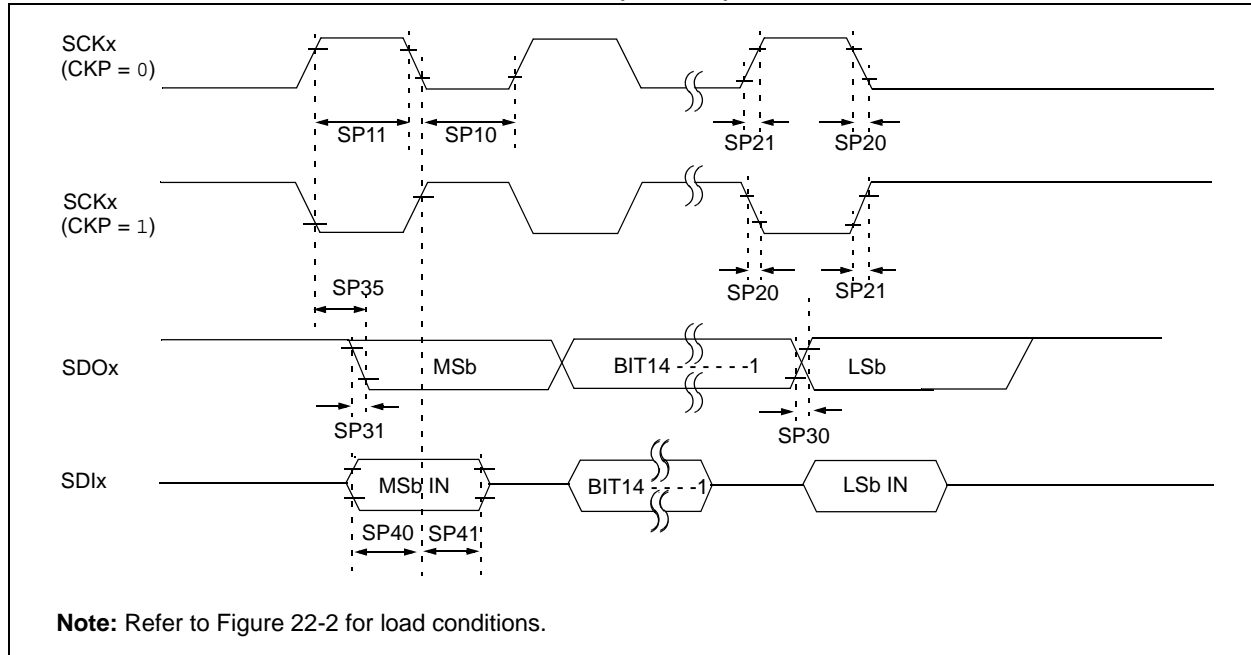 SCKx
(CKP = 0)
SP11
SP10
SP21
SP20
SCKx
(CKP = 1)
SP35
SP20
SP21
SDOx
MSb
BIT14 - - - - - -1
LSb
SP31
SP30
SDIx
MSb IN
BIT14 - - - -1
LSb IN
SP40
SP41
Note: Refer to Figure 22-2 for load conditions.